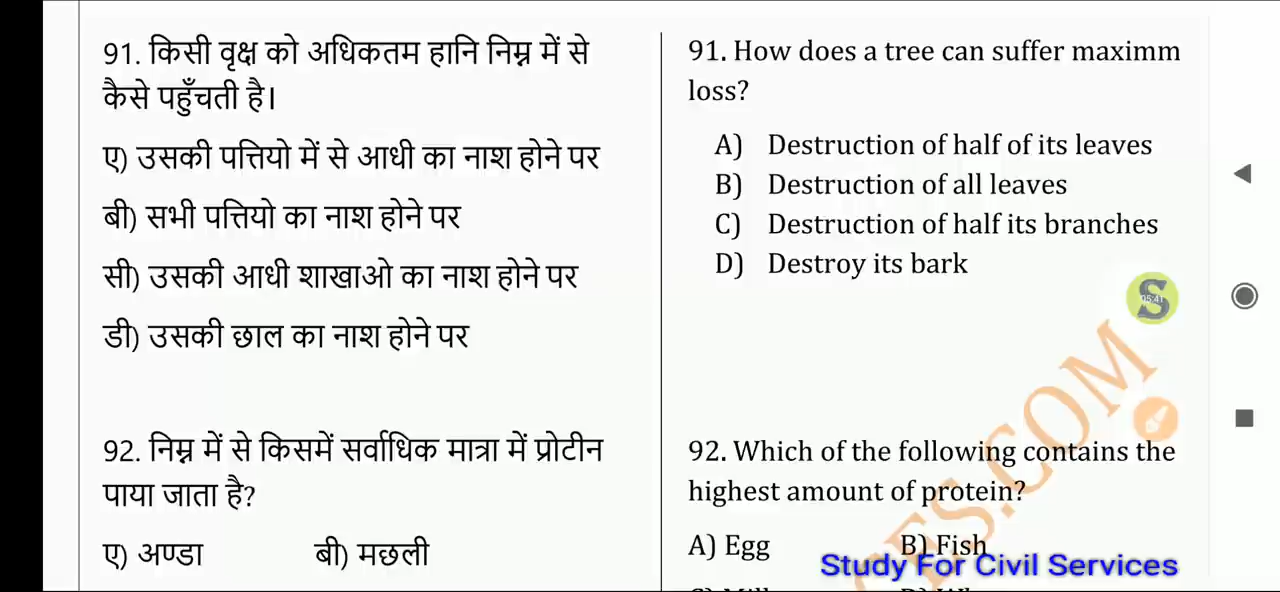 91. किसी वृक्ष को अधिकतम हानि निम्न में से
कैसे पहुँचती है।
ए) उसकी पत्तियो में से आधी का नाश होने पर
बी) सभी पत्तियो का नाश होने पर
सी) उसकी आधी शाखाओ का नाश होने पर
डी) उसकी छाल का नाश होने पर
92. निम्न में से किसमें सर्वाधिक मात्रा में प्रोटीन
पाया जाता है?
ए) अण्डा बी) मछली
91. How does a tree can suffer maximm
loss?
A) Destruction of half of its leaves
B) Destruction of all leaves
C) Destruction of half its branches
D) Destroy its bark
S
05:41
92. Which of the following contains the
highest amount of protein?
A) Egg B) Fish
Study For Civil Services